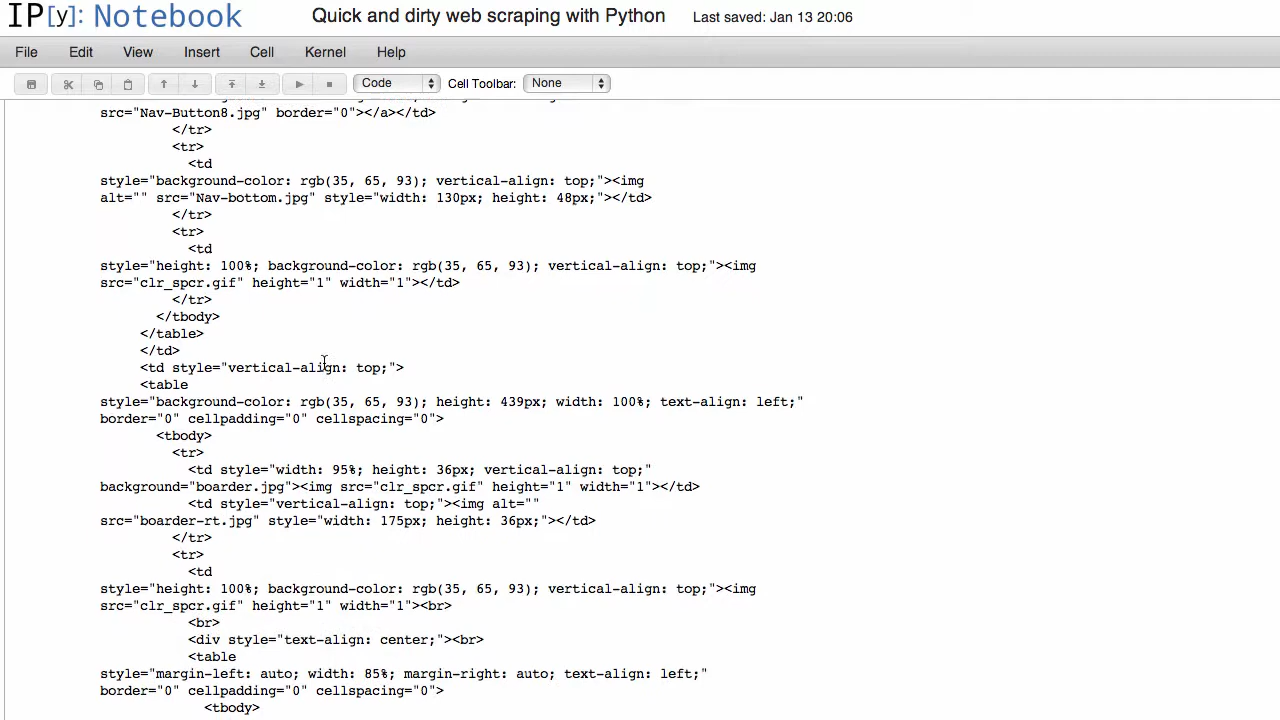 IP[y]: Notebook
Quick and dirty web scraping with Python
Last saved: Jan 13 20:06
File Edit View Insert Cell Kernel Help
Code Cell Toolbar: None
src="Nav-Button8.jpg" border="0"></a></td>
</tr>
<tr>
<td
style="background-color: rgb(35, 65, 93); vertical-align: top;"><img
alt="" src="Nav-bottom.jpg" style="width: 130px; height: 48px;"></td>
</tr>
<tr>
<td
style="height: 100%; background-color: rgb(35, 65, 93); vertical-align: top;"><img
src="clr_spcr.gif" height="1" width="1"></td>
</tr>
</tbody>
</table>
</td>
<td style="vertical-align: top;">
<table
style="background-color: rgb(35, 65, 93); height: 439px; width: 100%; text-align: left;"
border="0" cellpadding="0" cellspacing="0">
<tbody>
<tr>
<td style="width: 95%; height: 36px; vertical-align: top;"
background="boarder.jpg"><img src="clr_spcr.gif" height="1" width="1"></td>
<td style="vertical-align: top;"><img alt=""
src="boarder-rt.jpg" style="width: 175px; height: 36px;"></td>
</tr>
<tr>
<td
style="height: 100%; background-color: rgb(35, 65, 93); vertical-align: top;"><img
src="clr_spcr.gif" height="1" width="1"><br>
<br>
<div style="text-align: center;"><br>
<table
style="margin-left: auto; width: 85%; margin-right: auto; text-align: left;"
border="0" cellpadding="0" cellspacing="0">
<tbody>